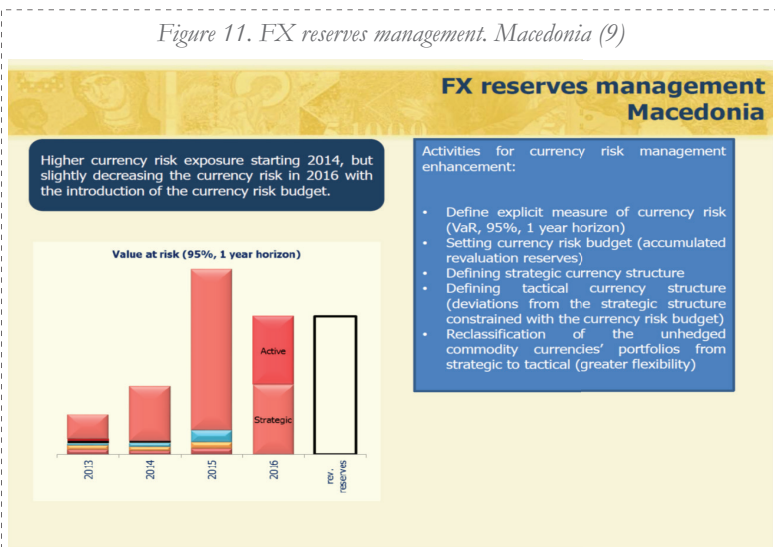 Figure 11. FX reserves management. Macedonia (9)
FX reserves management
Macedonia
Higher currency risk exposure starting 2014, but
slightly decreasing the currency risk in 2016 with
the introduction of the currency risk budget.
Value at risk (95%, 1 year horizon)
Active
Strategic
2013
2014
2015
2016
rev.
reserves
Activities for currency risk management
enhancement:
• Define explicit measure of currency risk
(VaR, 95%, 1 year horizon)
• Setting currency risk budget (accumulated
revaluation reserves)
• Defining strategic currency structure
• Defining tactical currency structure
(deviations from the strategic structure
constrained with the currency risk budget)
• Reclassification of the unhedged
commodity currencies' portfolios from
strategic to tactical (greater flexibility)